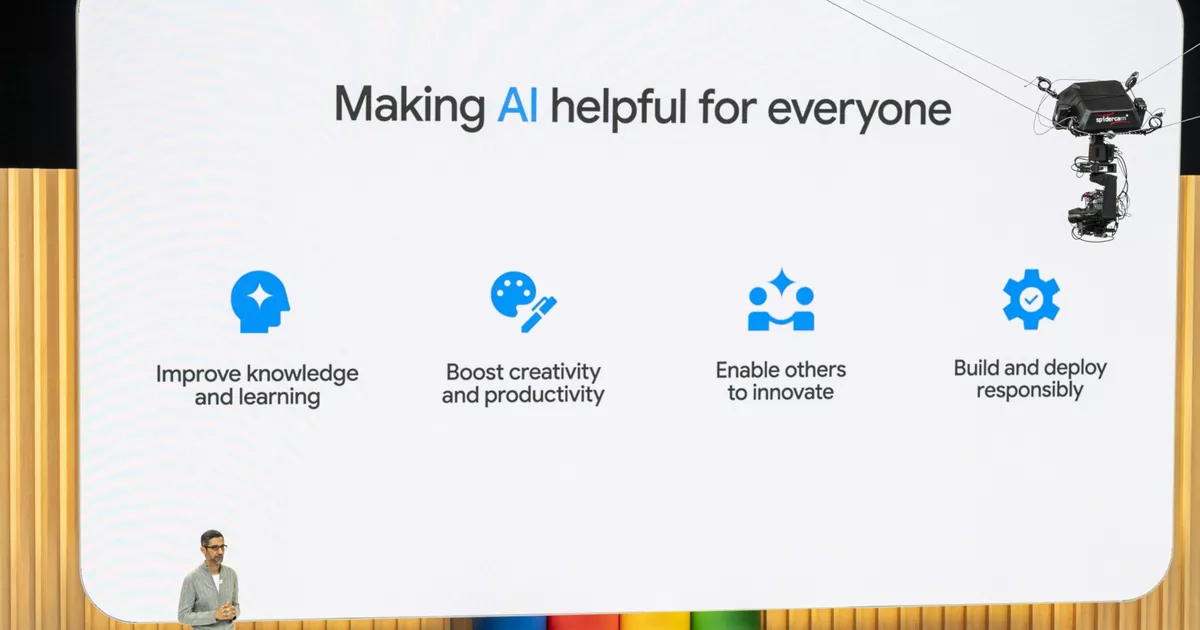 Making AI helpful for everyone
spidercam
Improve knowledge
and learning
Boost creativity
and productivity
Enable others
to innovate
Build and deploy
responsibly